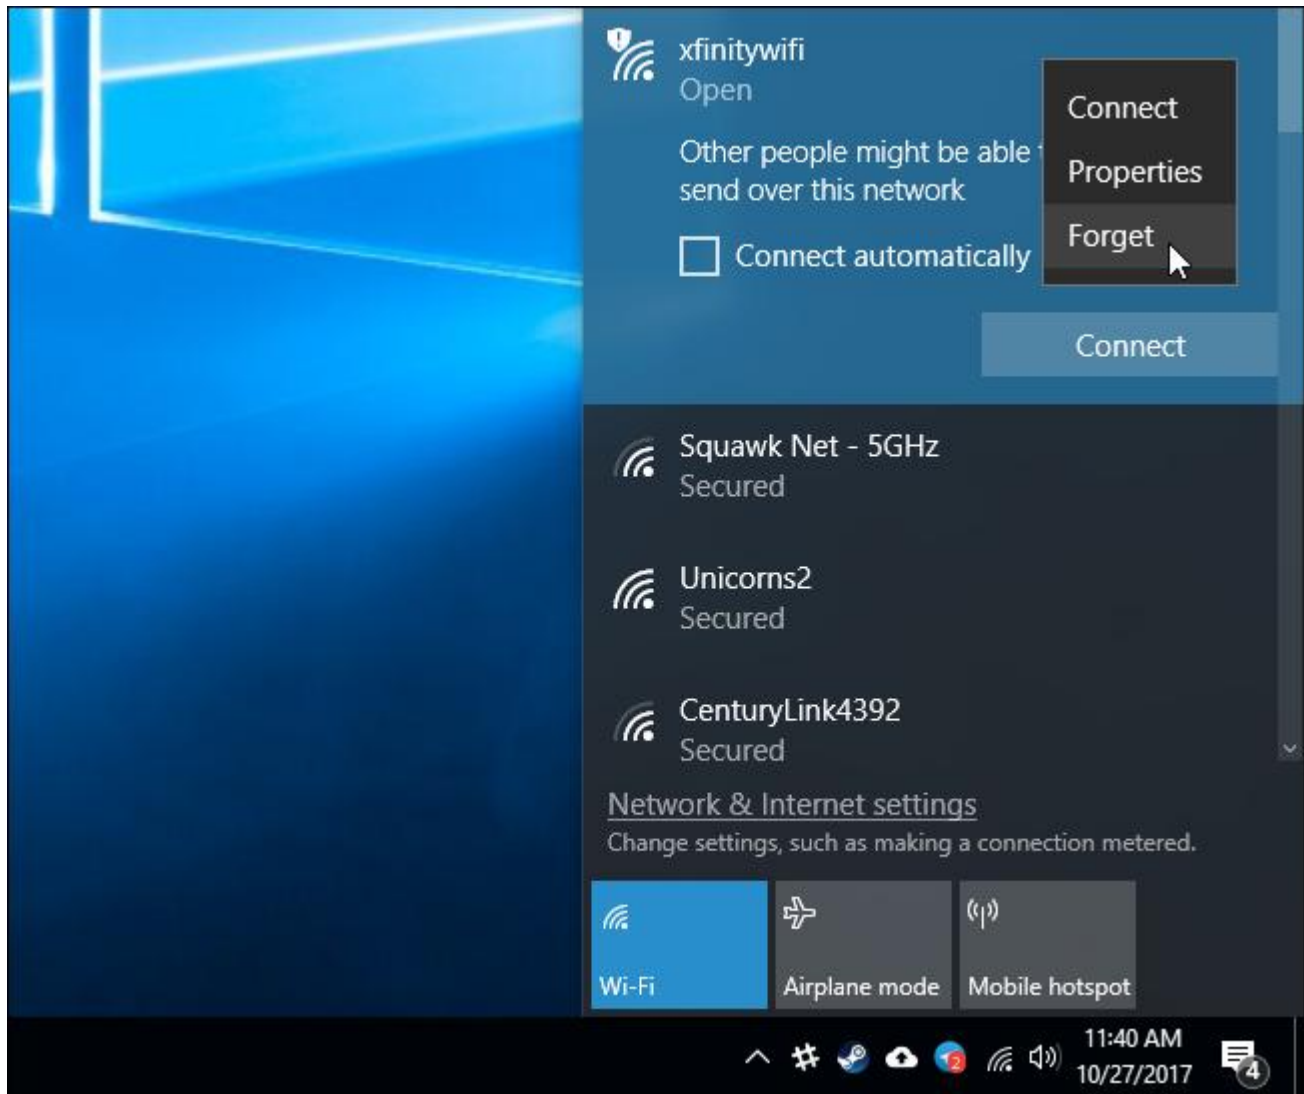 xfinitywifi
Open
Other people might be able
send over this network
Connect automatically
Connect
Properties
Forget
Connect
Squawk Net - 5GHz
Secured
Unicorns2
Secured
CenturyLink4392
Secured
Network & Internet settings
Change settings, such as making a connection metered.
Wi-Fi
Airplane mode
Mobile hotspot
2
11:40 AM
10/27/2017
4